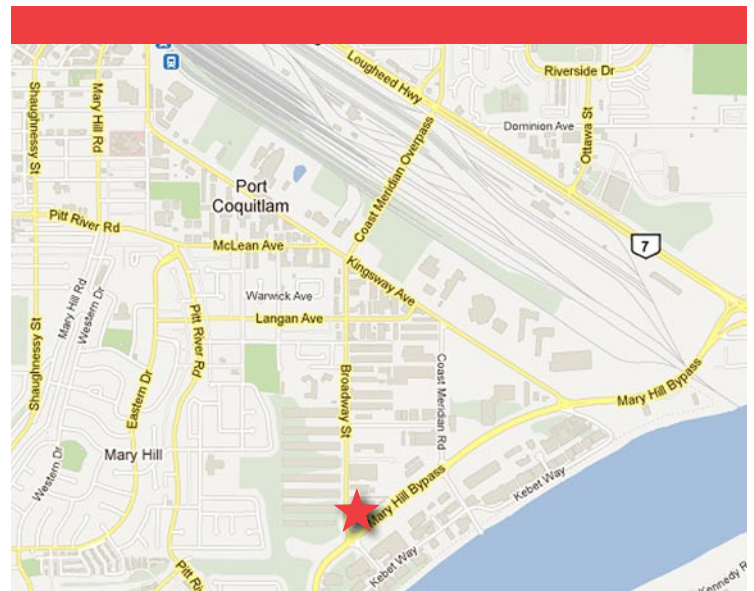 Lougheed Hwy
Riverside Dr
Shaughnessy St
Mary Hill Rd
Dominion Ave
Ottawa St
Coast Meridian Overpass
Port
Coquitlam
Pitt River Rd
McLean Ave
7
Kingsway Ave
Mary Hill Rd
Western Dr
Warwick Ave
Langan Ave
Pitt River Rd
Shaughnessy St
Eastern Dr
Broadway St
Coast Meridian Rd
Mary Hill Bypass
Mary Hill
Western Dr
Mary Hill Bypass
Kebet Way
Kebet Way
Kennedy R